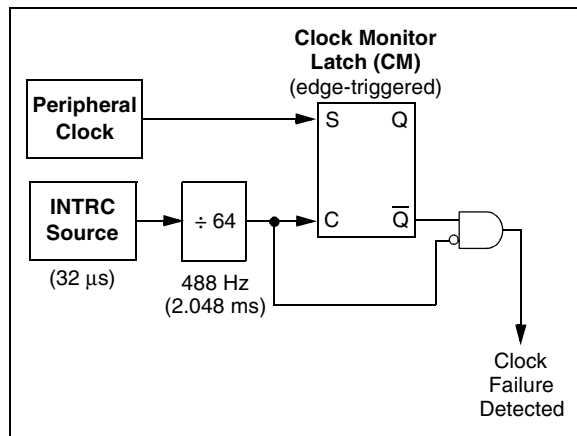 Clock Monitor
Latch (CM)
(edge-triggered)
Peripheral
Clock
S Q
INTRC
Source
÷ 64
C Q̅
(32 μs)
488 Hz
(2.048 ms)
Clock
Failure
Detected